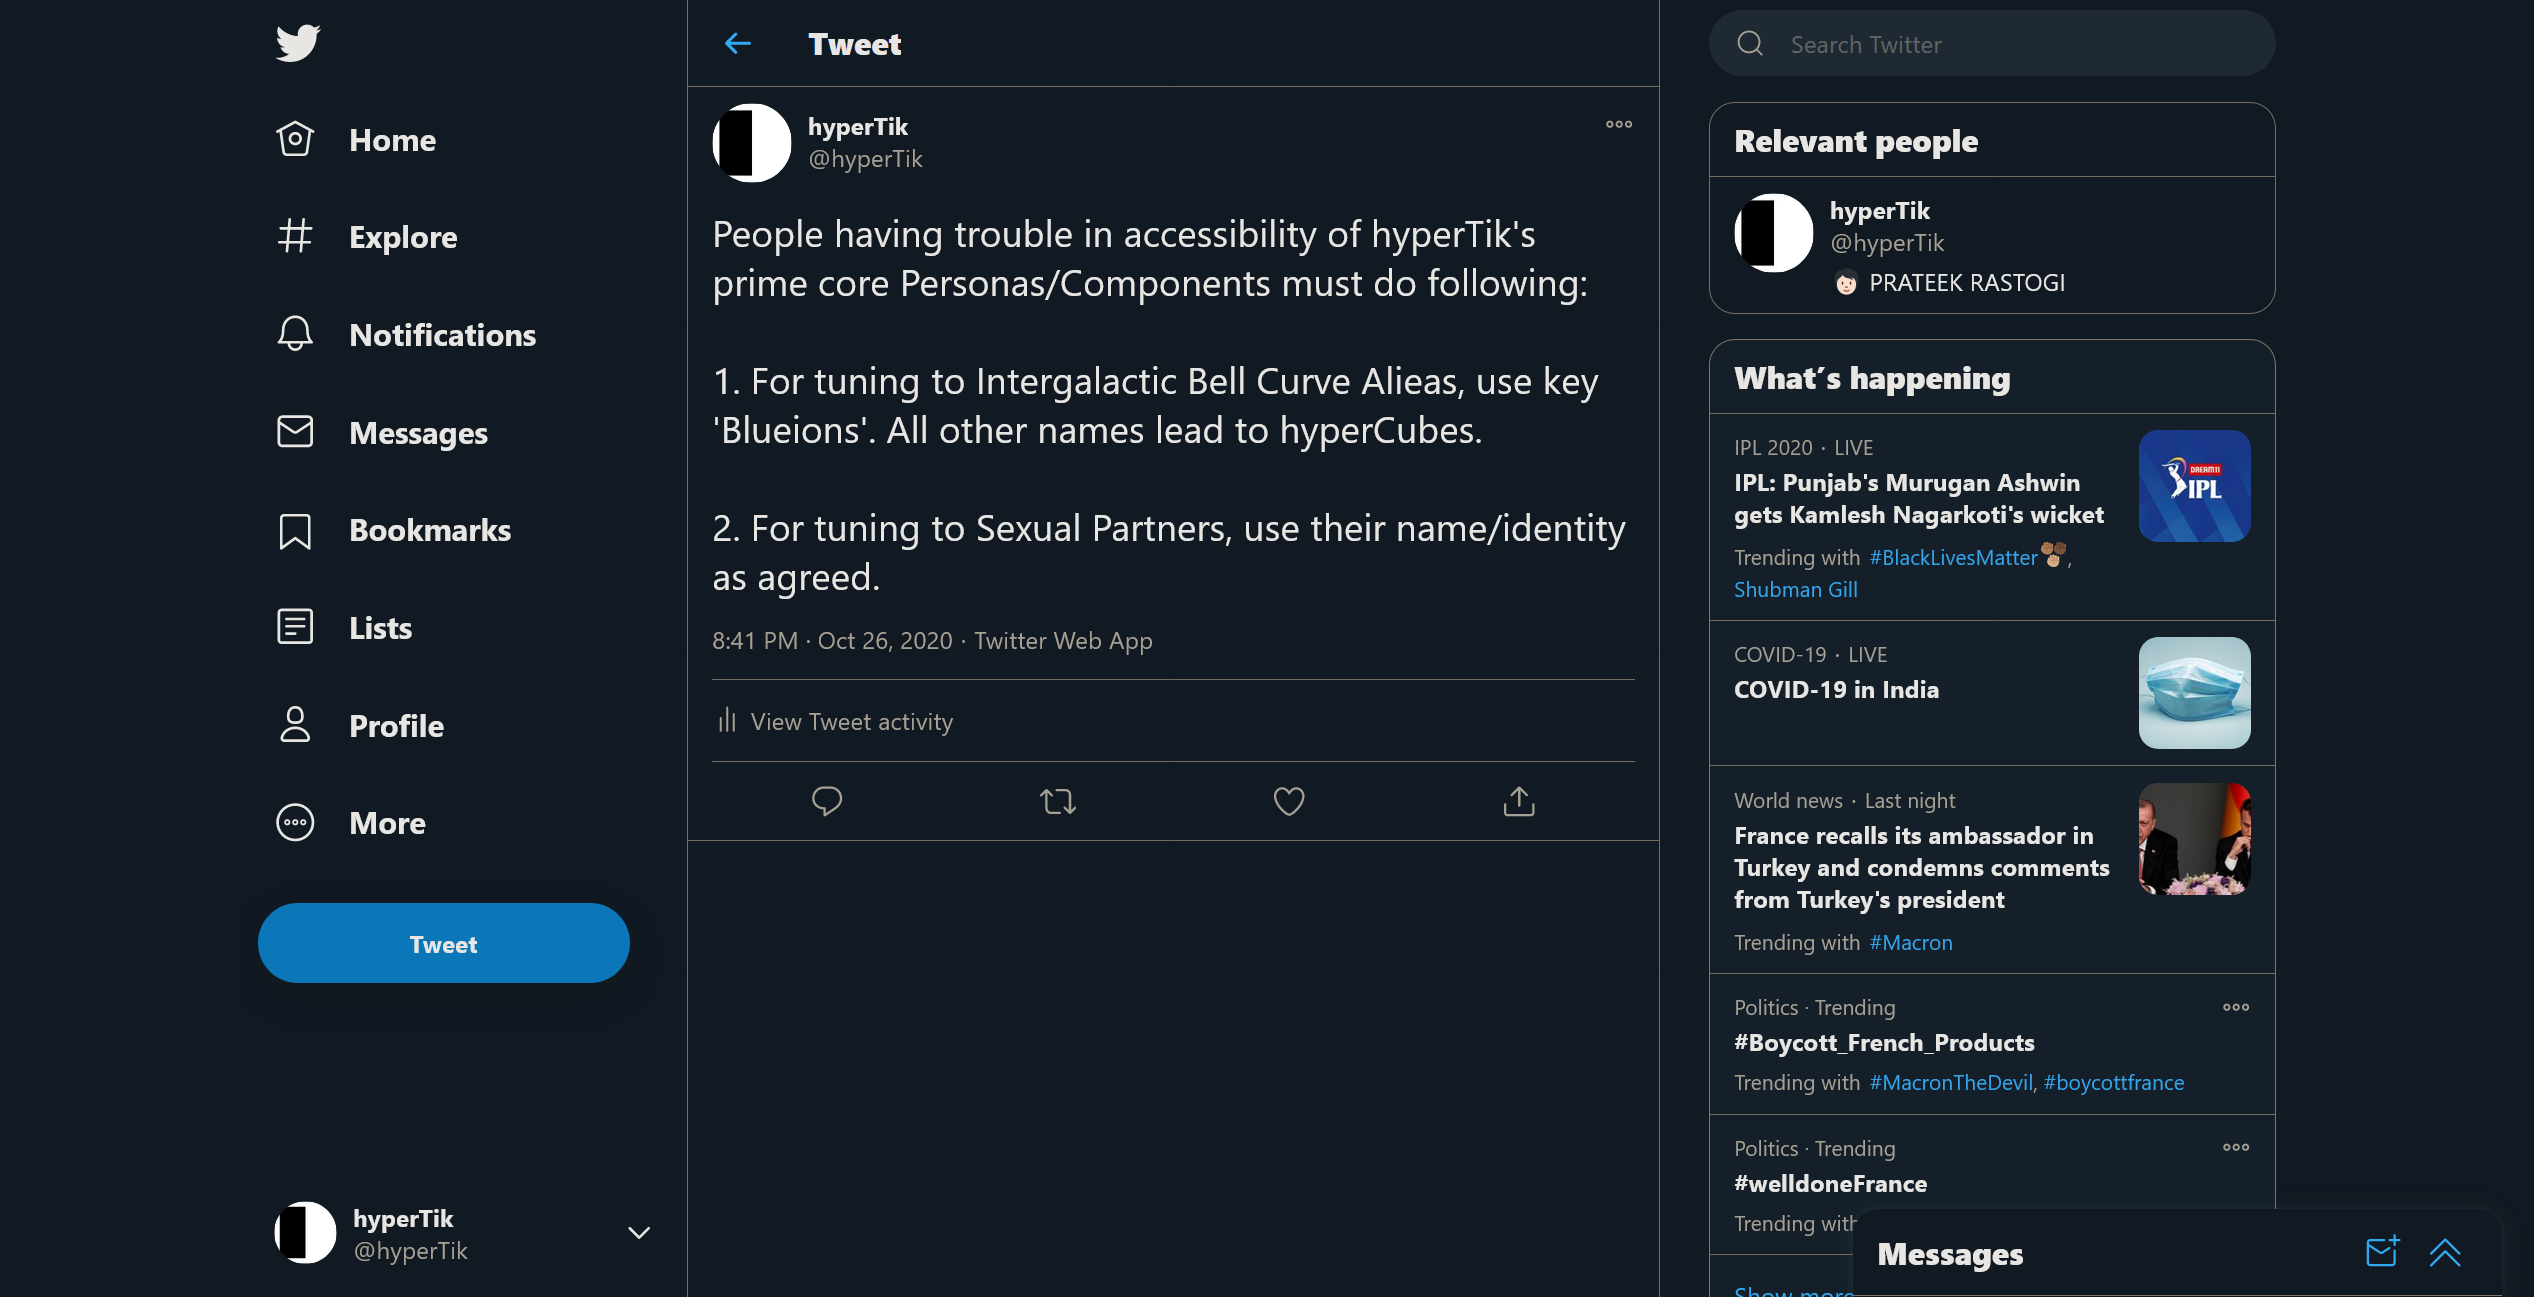 Home
Explore
Notifications
Messages
Bookmarks
Lists
Profile
More
Tweet
hyperTik
@hyperTik
Tweet
hyperTik
@hyperTik
People having trouble in accessibility of hyperTik's
prime core Personas/Components must do following:
1. For tuning to Intergalactic Bell Curve Alieas, use key
'Blueions'. All other names lead to hyperCubes.
2. For tuning to Sexual Partners, use their name/identity
as agreed.
8:41 PM · Oct 26, 2020 · Twitter Web App
View Tweet activity
Search Twitter
Relevant people
hyperTik
@hyperTik
PRATEEK RASTOGI
What's happening
IPL 2020 · LIVE
IPL: Punjab's Murugan Ashwin
gets Kamlesh Nagarkoti's wicket
Trending with #BlackLivesMatter,
Shubman Gill
DREAM11
IPL
COVID-19 · LIVE
COVID-19 in India
World news · Last night
France recalls its ambassador in
Turkey and condemns comments
from Turkey's president
Trending with #Macron
Politics · Trending
#Boycott_French_Products
Trending with #MacronTheDevil, #boycottfrance
Politics · Trending
#welldoneFrance
Trending with
Show more
Messages